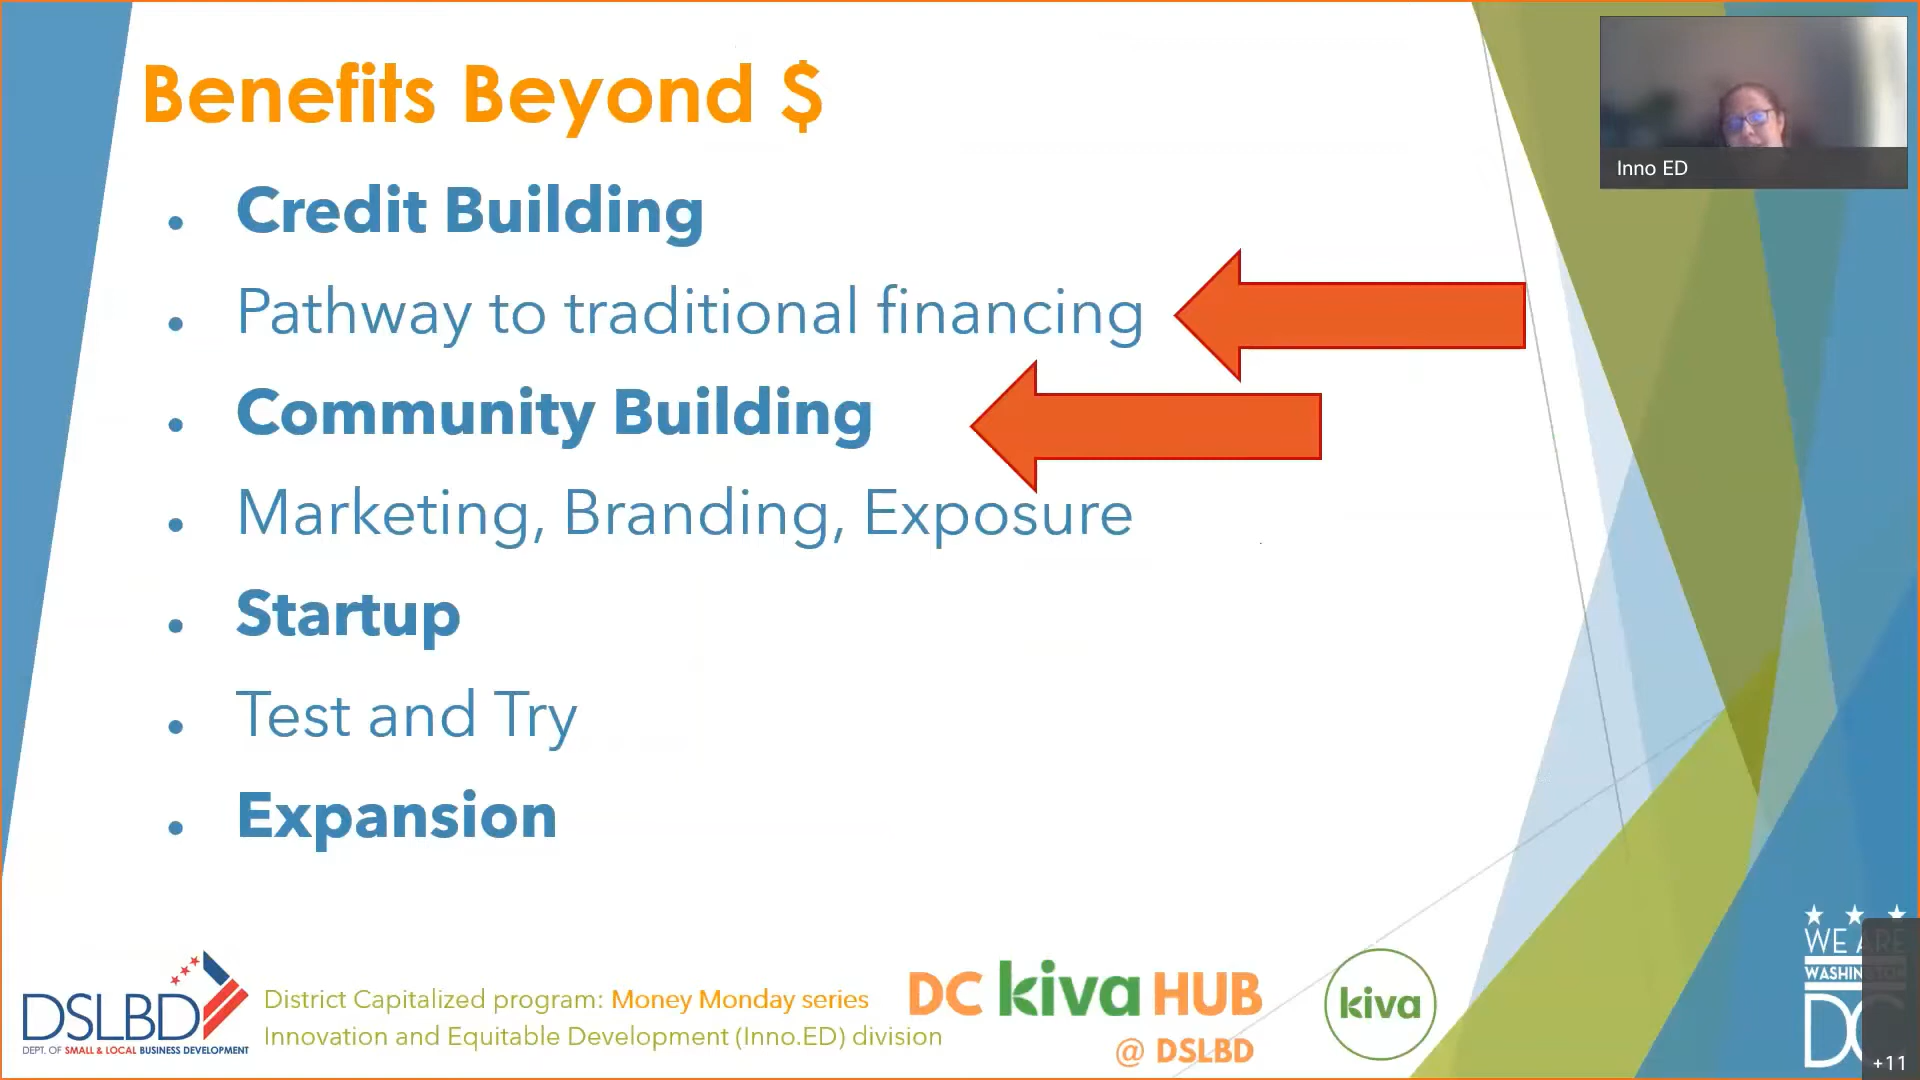 Benefits Beyond $
Inno ED
Credit Building
Pathway to traditional financing
Community Building
Marketing, Branding, Exposure
Startup
Test and Try
Expansion
DSLBD
DEPT. OF SMALL & LOCAL BUSINESS DEVELOPMENT
District Capitalized program: Money Monday series
Innovation and Equitable Development (Inno.ED) division
DC kiva HUB
@ DSLBD
kiva
WE ARE
WASHINGTON
DC
+11